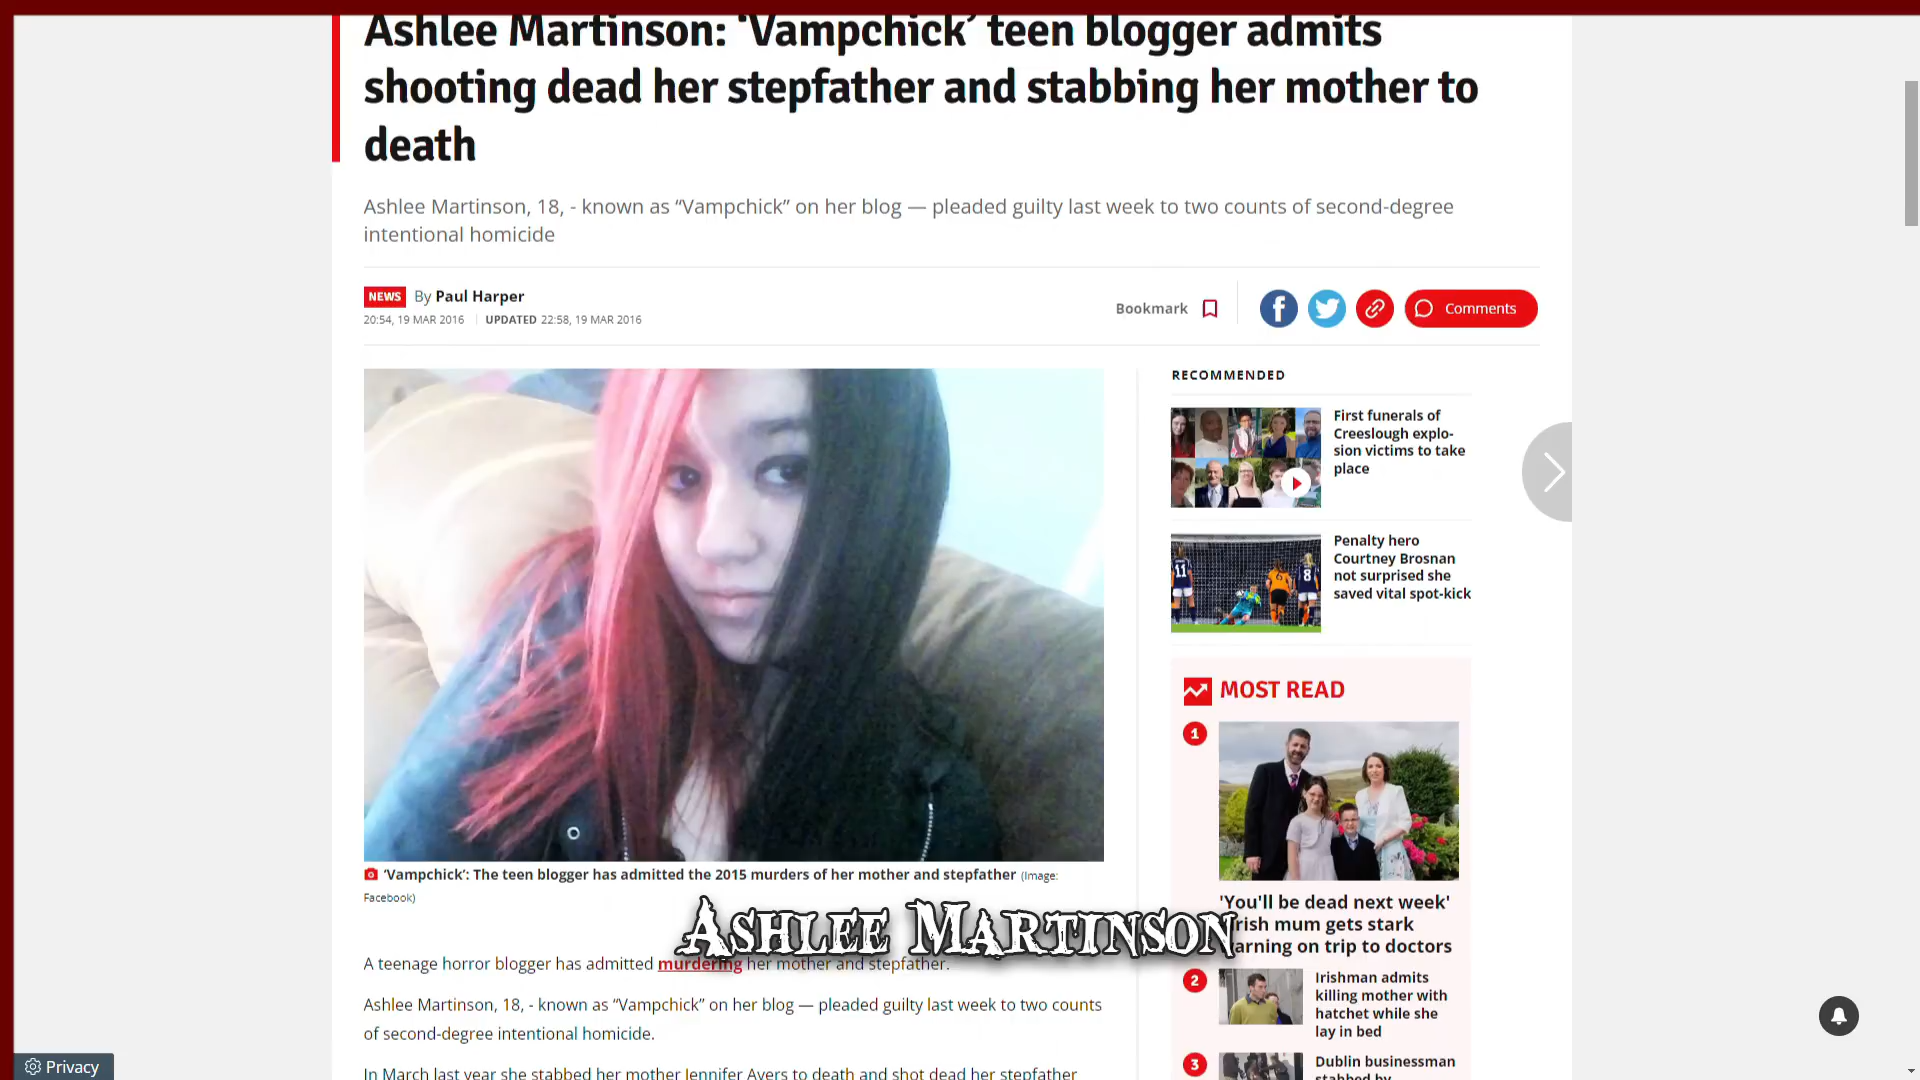 Ashlee Martinson: ‘Vampchick’ teen blogger admits
shooting dead her stepfather and stabbing her mother to
death
Ashlee Martinson, 18, - known as “Vampchick” on her blog — pleaded guilty last week to two counts of second-degree
intentional homicide
NEWS By Paul Harper
20:54, 19 MAR 2016 UPDATED 22:58, 19 MAR 2016
Bookmark
Comments
‘Vampchick’: The teen blogger has admitted the 2015 murders of her mother and stepfather (Image:
Facebook)
Ashlee Martinson
A teenage horror blogger has admitted murdering her mother and stepfather.
Ashlee Martinson, 18, - known as “Vampchick” on her blog — pleaded guilty last week to two counts
of second-degree intentional homicide.
In March last year she stabbed her mother Jennifer Ayers to death and shot dead her stepfather
RECOMMENDED
First funerals of
Creeslough explo-
sion victims to take
place
11
6
8
Penalty hero
Courtney Brosnan
not surprised she
saved vital spot-kick
MOST READ
1
'You'll be dead next week'
Irish mum gets stark
warning on trip to doctors
2
Irishman admits
killing mother with
hatchet while she
lay in bed
3
Dublin businessman
stabbed by
Privacy